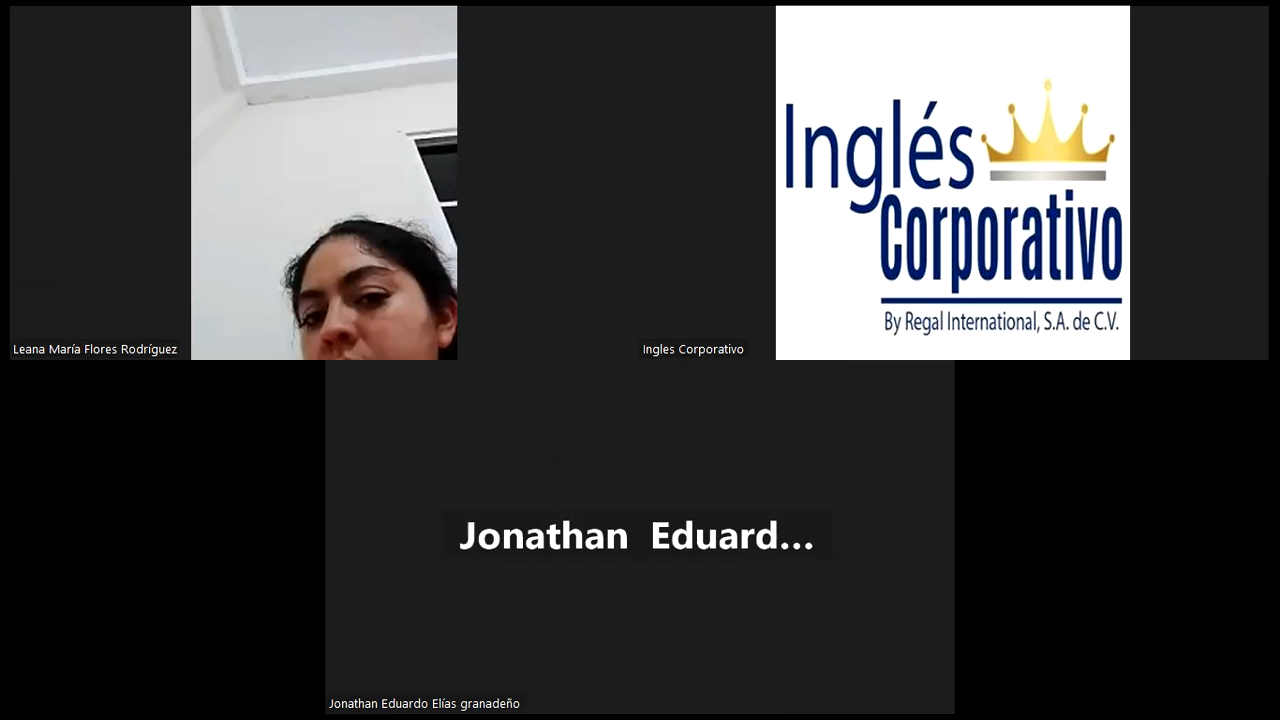 Inglés
Corporativo
By Regal International, S.A. de C.V.
Leana María Flores Rodríguez
Ingles Corporativo
Jonathan Eduard...
Jonathan Eduardo Elías granadeño